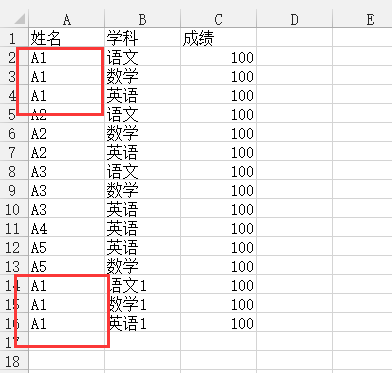 A B C D E
1 姓名 学科 成绩
2 A1 语文 100
3 A1 数学 100
4 A1 英语 100
5 A2 语文 100
6 A2 数学 100
7 A2 英语 100
8 A3 语文 100
9 A3 数学 100
10 A3 英语 100
11 A4 英语 100
12 A5 英语 100
13 A5 数学 100
14 A1 语文1 100
15 A1 数学1 100
16 A1 英语1 100
17
18